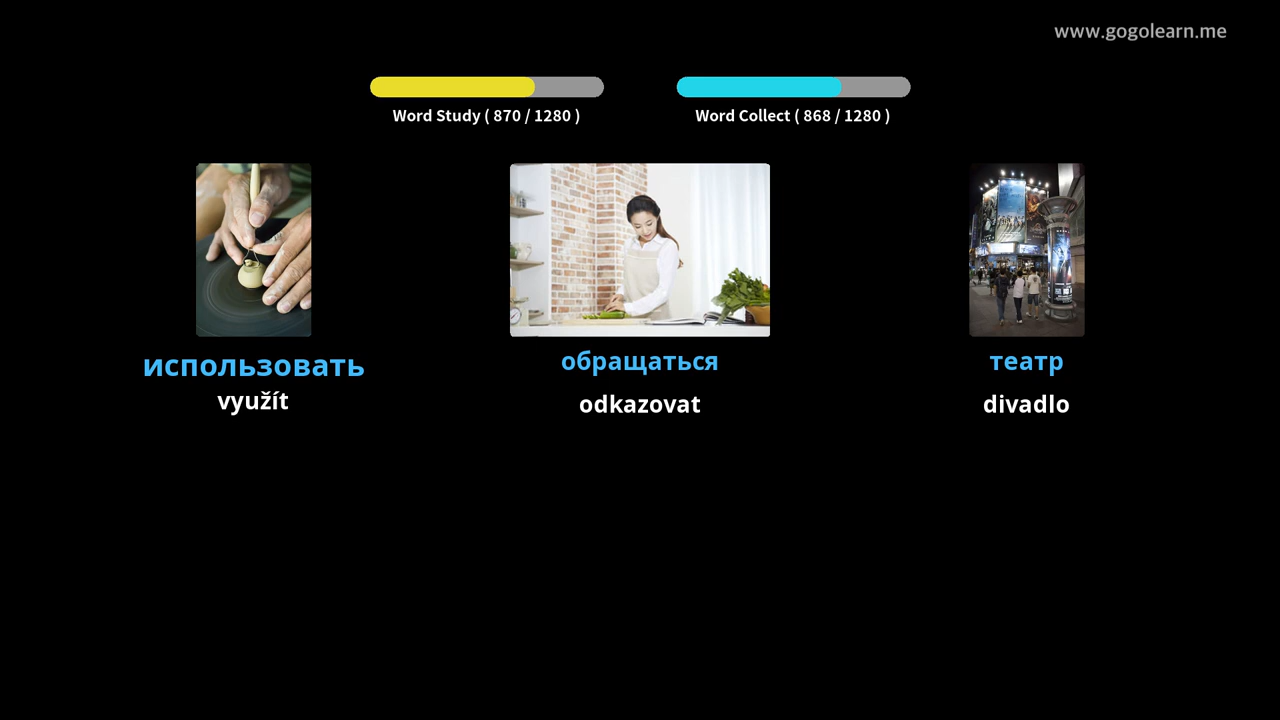 www.gogolearn.me
Word Study ( 870 / 1280 )
Word Collect ( 868 / 1280 )
использовать
обращаться
театр
využít
odkazovat
divadlo